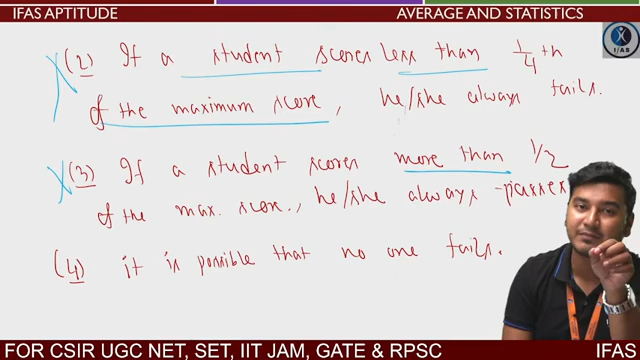 IFAS APTITUDE AVERAGE AND STATISTICS
IFAS
(2) If a student scores less than 1/4 th
of the maximum score, he/she always fails.
(3) If a student scores more than 1/2
of the max. score, he/she always passes
(4) it is possible that no one fails.
FOR CSIR UGC NET, SET, IIT JAM, GATE & RPSC IFAS